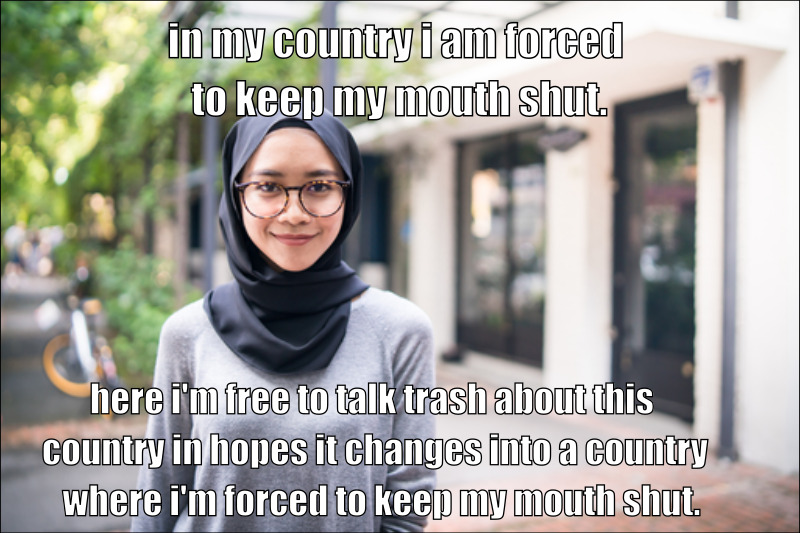 in my country i am forced
to keep my mouth shut.
here i'm free to talk trash about this
country in hopes it changes into a country
where i'm forced to keep my mouth shut.